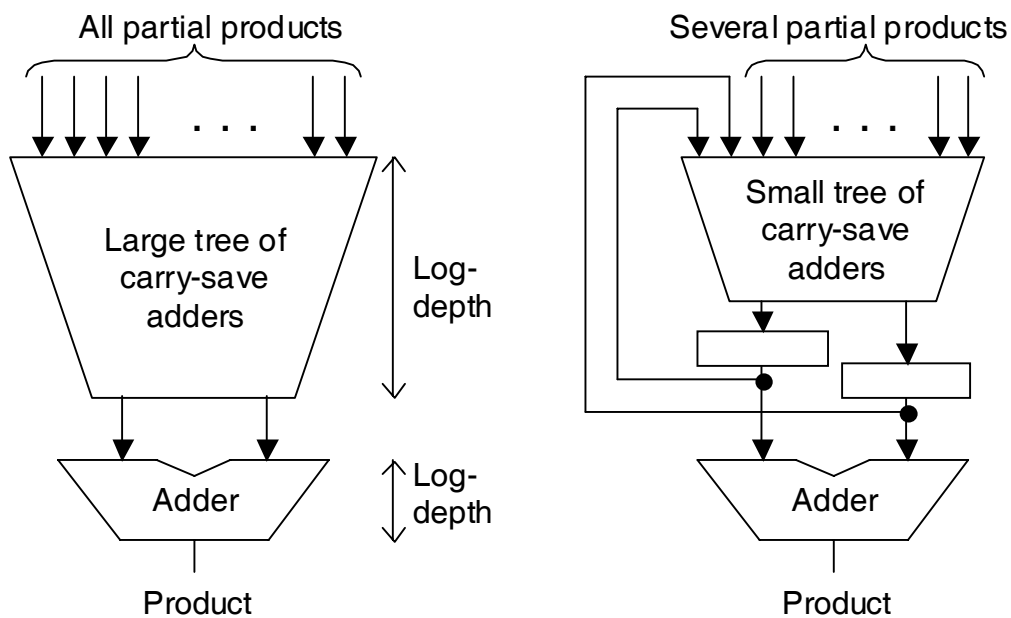 All partial products
. . .
Large tree of
carry-save
adders
Log-
depth
Adder
Log-
depth
Product
Several partial products
. . .
Small tree of
carry-save
adders
Adder
Product